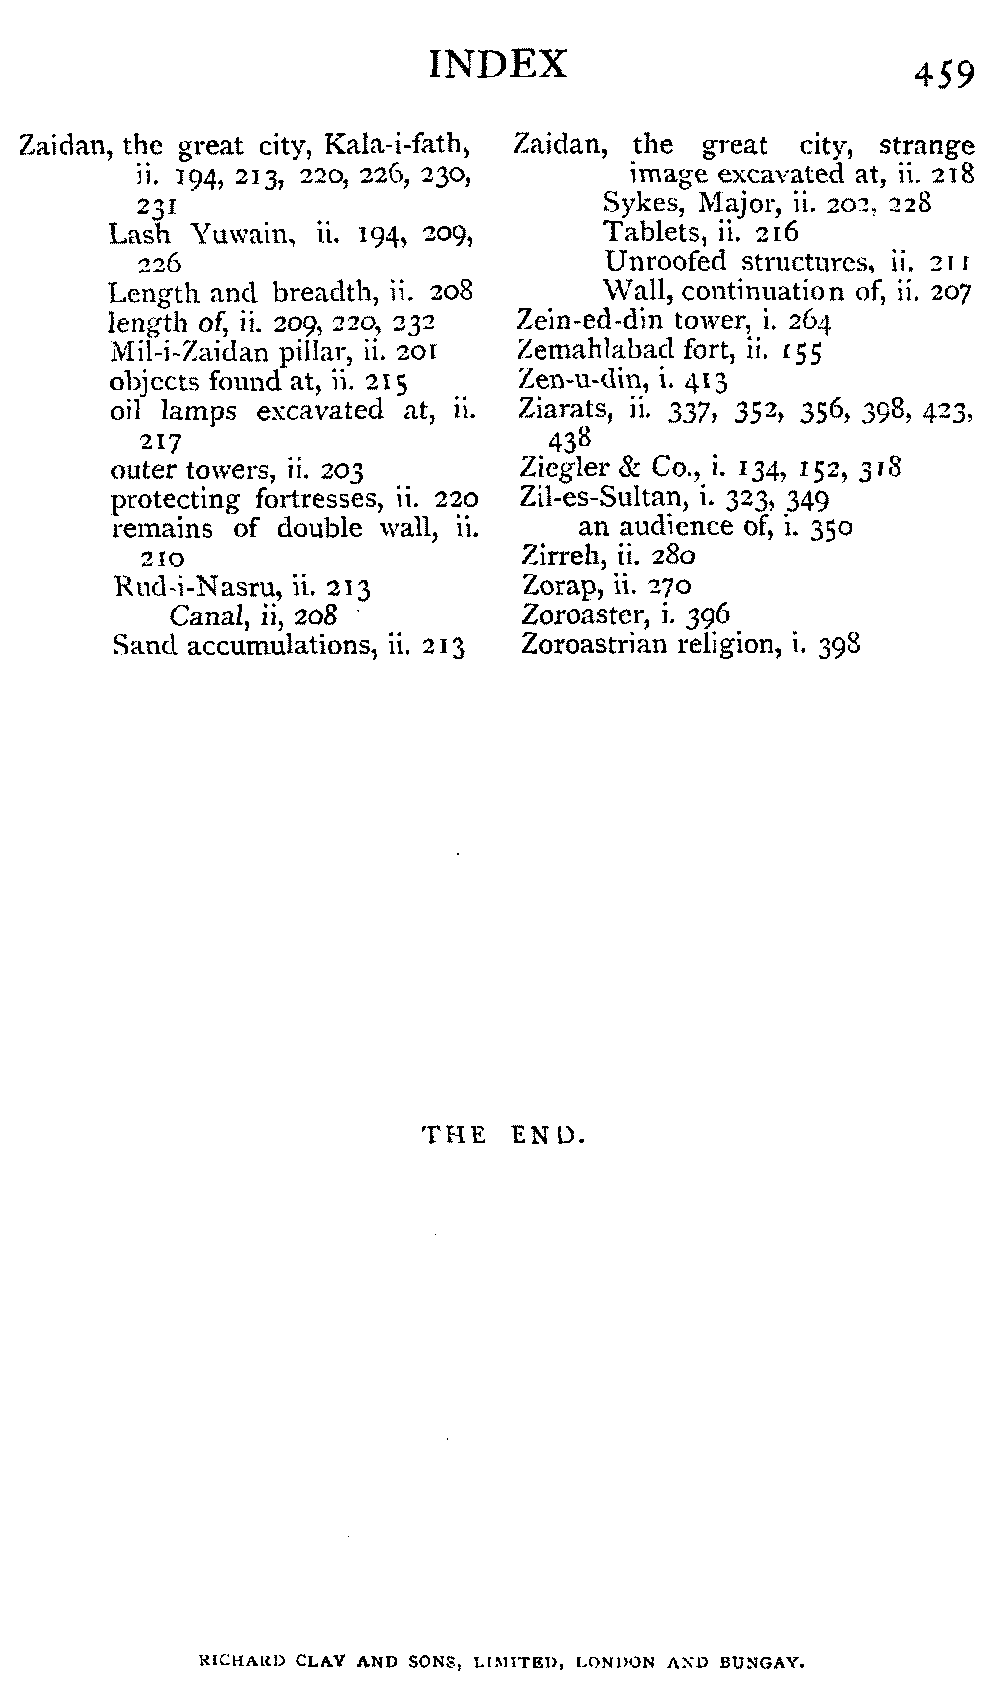 INDEX
459
Zaidan, the great city, Kala-i-fath,
ii. 194, 213, 220, 226, 230,
231
Lash Yuwain, ii. 194, 209,
226
Length and breadth, ii. 208
length of, ii. 209, 220, 232
Mil-i-Zaidan pillar, ii. 201
objects found at, ii. 215
oil lamps excavated at, ii.
217
outer towers, ii. 203
protecting fortresses, ii. 220
remains of double wall, ii.
210
Rud-i-Nasru, ii. 213
Canal, ii, 208
Sand accumulations, ii. 213
Zaidan, the great city, strange
image excavated at, ii. 218
Sykes, Major, ii. 202, 228
Tablets, ii. 216
Unroofed structures, ii. 211
Wall, continuation of, ii. 207
Zein-ed-din tower, i. 264
Zemahlabad fort, ii. 155
Zen-u-din, i. 413
Ziarats, ii. 337, 352, 356, 398, 423,
438
Ziegler & Co., i. 134, 152, 318
Zil-es-Sultan, i. 323, 349
an audience of, i. 350
Zirreh, ii. 280
Zorap, ii. 270
Zoroaster, i. 396
Zoroastrian religion, i. 398
THE END.
RICHARD CLAY AND SONS, LIMITED, LONDON AND BUNGAY.